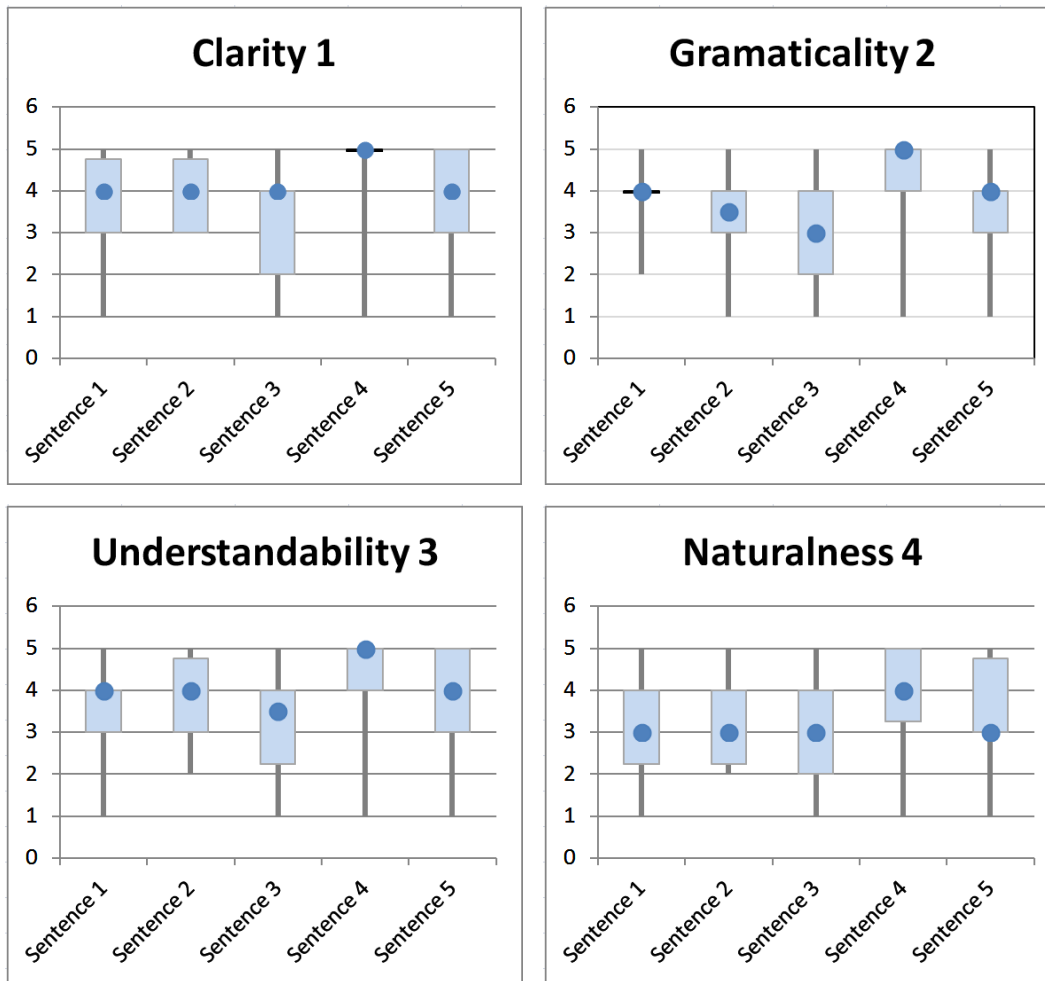 Clarity 1
6
5
4
3
2
1
0
Sentence 1
Sentence 2
Sentence 3
Sentence 4
Sentence 5
Gramaticality 2
6
5
4
3
2
1
0
Sentence 1
Sentence 2
Sentence 3
Sentence 4
Sentence 5
Understandability 3
6
5
4
3
2
1
0
Sentence 1
Sentence 2
Sentence 3
Sentence 4
Sentence 5
Naturalness 4
6
5
4
3
2
1
0
Sentence 1
Sentence 2
Sentence 3
Sentence 4
Sentence 5